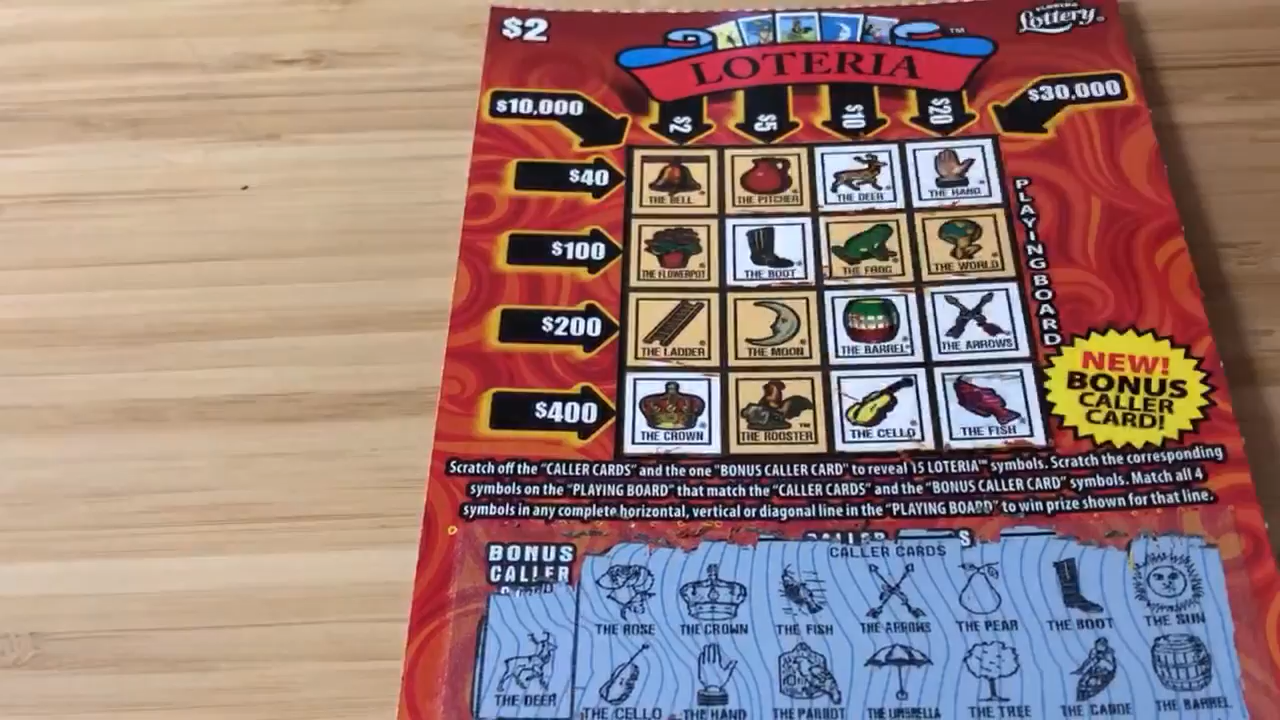 $2
LOTERIA™
FLORIDA Lottery®
$10,000
$2 $5 $10 $20
$30,000
$40
THE BELL THE PITCHER THE DEER THE HAND
$100
THE FLOWERPOT THE BOOT THE FROG THE WORLD
$200
THE LADDER THE MOON THE BARREL THE ARROWS
$400
THE CROWN THE ROOSTER THE CELLO THE FISH
PLAYING BOARD
NEW!
BONUS
CALLER
CARD!
Scratch off the "CALLER CARDS" and the one "BONUS CALLER CARD" to reveal 15 LOTERIA™ symbols. Scratch the corresponding
symbols on the "PLAYING BOARD" that match the "CALLER CARDS" and the "BONUS CALLER CARD" symbols. Match all 4
symbols in any complete horizontal, vertical or diagonal line in the "PLAYING BOARD" to win prize shown for that line.
BONUS
CALLER
CALLER CARDS
THE ROSE THE CROWN THE FISH THE ARROWS THE PEAR THE BOOT THE SUN
THE DEER THE CELLO THE HAND THE PARROT THE UMBRELLA THE TREE THE BARREL